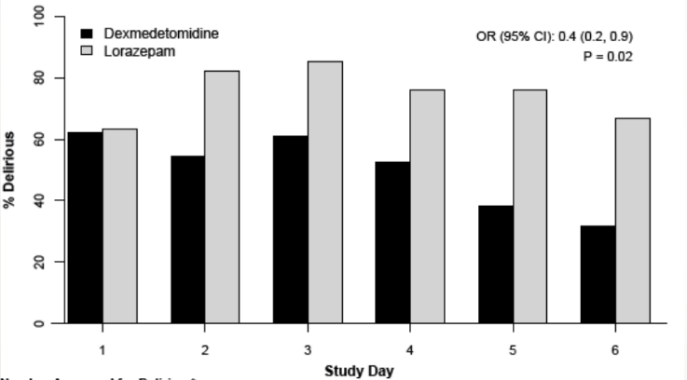 100
80
60
40
20
0
% Delirious
Dexmedetomidine
Lorazepam
OR (95% CI): 0.4 (0.2, 0.9)
P = 0.02
1 2 3 4 5 6
Study Day